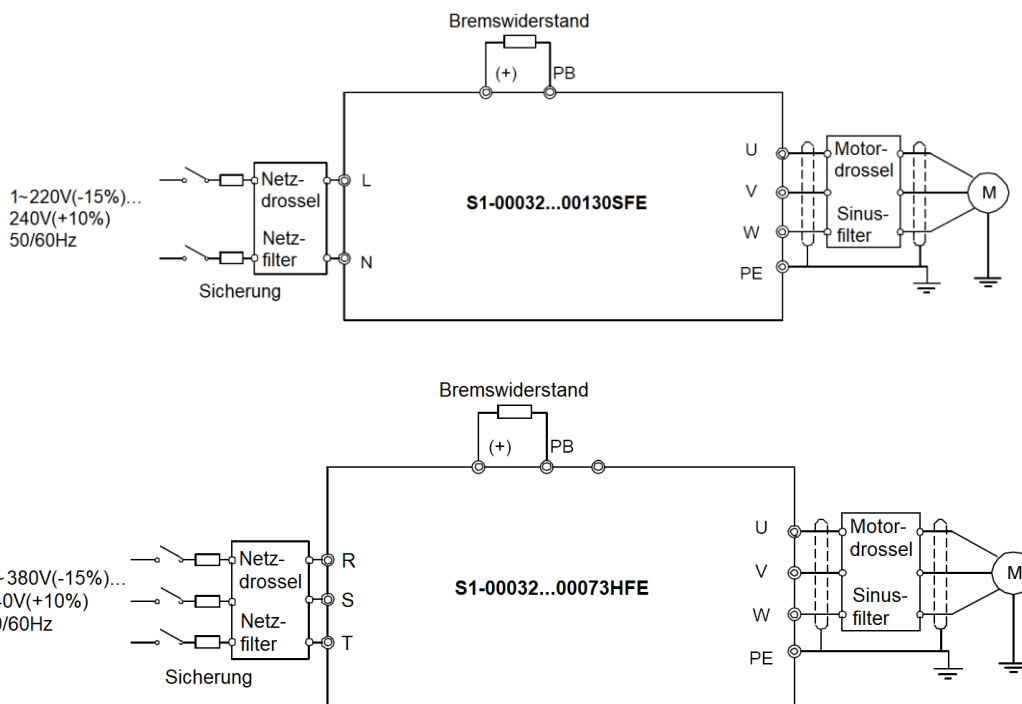 Bremswiderstand
(+) PB
1~220V(-15%)...
240V(+10%)
50/60Hz
Netz-
drossel
Netz-
filter
Sicherung
L
N
S1-00032...00130SFE
U
V
W
PE
Motor-
drossel
Sinus-
filter
M
Bremswiderstand
(+) PB
~380V(-15%)...
0V(+10%)
/60Hz
Netz-
drossel
Netz-
filter
Sicherung
R
S
T
S1-00032...00073HFE
U
V
W
PE
Motor-
drossel
Sinus-
filter
M